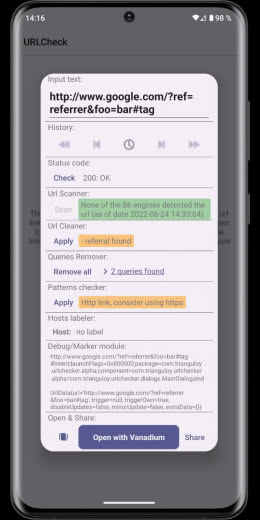 14:16
98 %
URLCheck
Input text:
http://www.google.com/?ref=
referrer&foo=bar#tag
History:
Status code:
Check 200: OK
Url Scanner:
Scan None of the 86 engines detected the
url (as of date 2022-06-24 14:33:04)
Url Cleaner:
Apply - referral found
Queries Remover:
Remove all > 2 queries found
Patterns checker:
Apply Http link, consider using https
Hosts labeler:
Host: no label
Debug/Marker module:
http://www.google.com/?ref=referrer&foo=bar#tag
#Intent;launchFlags=0x80000;package=com.trianguloy
.urlchecker.alpha;component=com.trianguloy.urlchecker
.alpha/com.trianguloy.urlchecker.dialogs.MainDialog;end
UrlData{url='http://www.google.com/?ref=referrer
&foo=bar#tag', trigger=null, triggerOwn=true,
disableUpdates=false, minorUpdate=false, extraData={}}
Open & Share:
Open with Vanadium Share